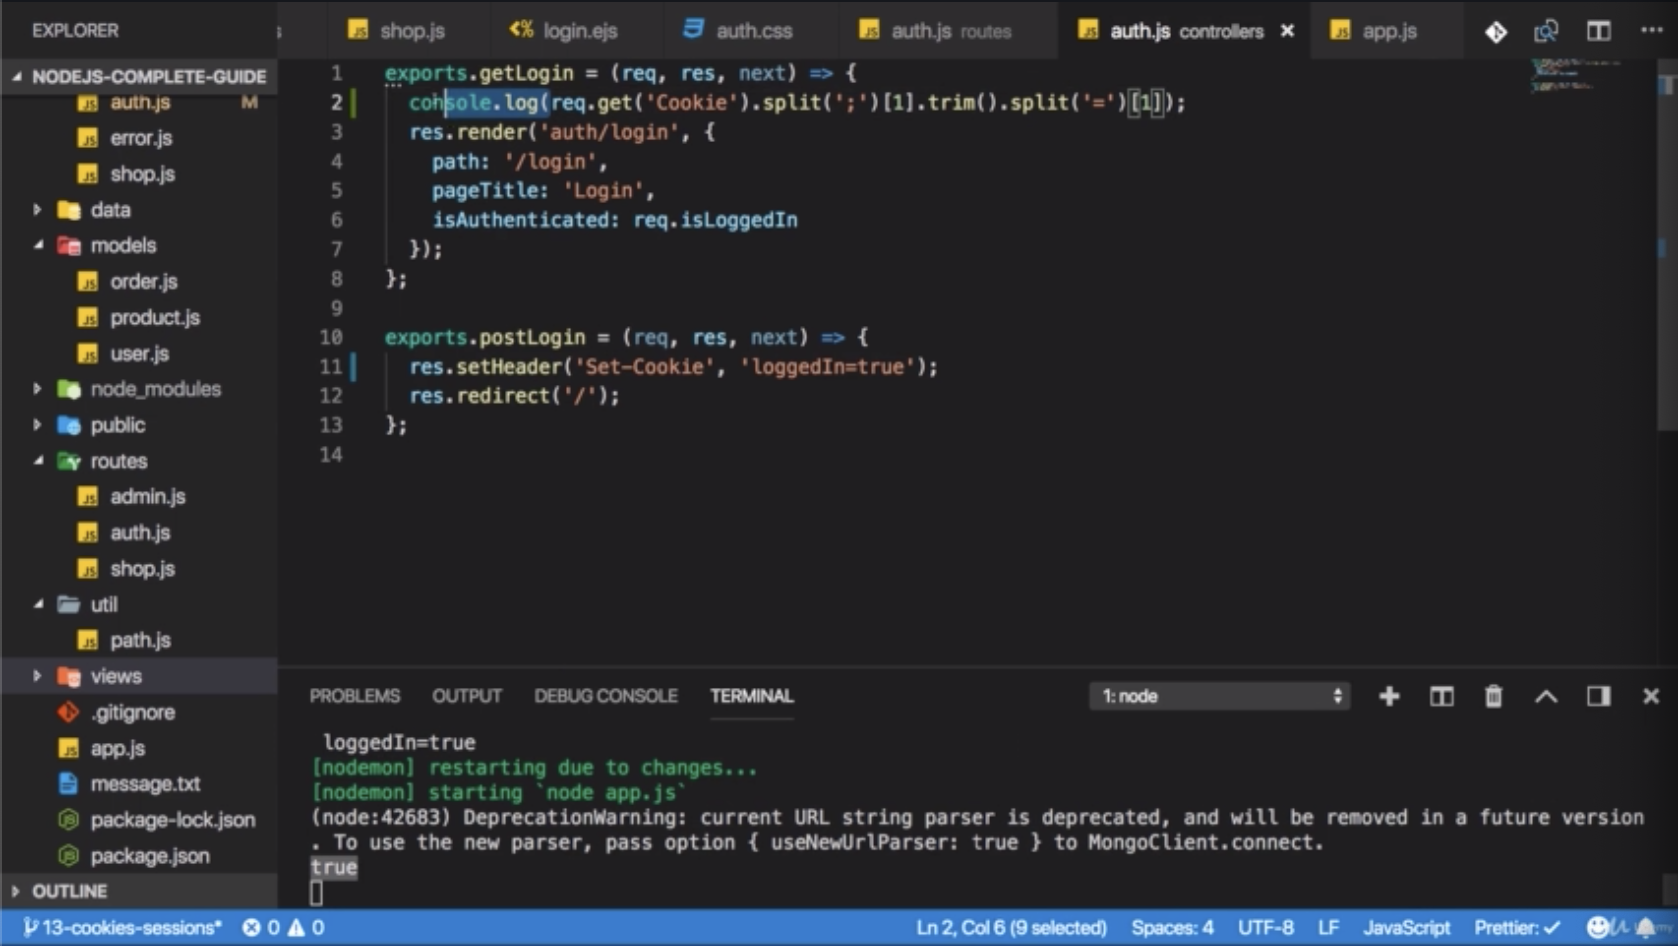 EXPLORER
shop.js
login.ejs
auth.css
auth.js routes
auth.js controllers
app.js
NODEJS-COMPLETE-GUIDE
auth.js M
error.js
shop.js
data
models
order.js
product.js
user.js
node_modules
public
routes
admin.js
auth.js
shop.js
util
path.js
views
.gitignore
app.js
message.txt
package-lock.json
package.json
OUTLINE
1 exports.getLogin = (req, res, next) => {
2 console.log(req.get('Cookie').split(';')[1].trim().split('=')[1]);
3 res.render('auth/login', {
4 path: '/login',
5 pageTitle: 'Login',
6 isAuthenticated: req.isLoggedIn
7 });
8 };
9
10 exports.postLogin = (req, res, next) => {
11 res.setHeader('Set-Cookie', 'loggedIn=true');
12 res.redirect('/');
13 };
14
PROBLEMS OUTPUT DEBUG CONSOLE TERMINAL 1: node
loggedIn=true
[nodemon] restarting due to changes...
[nodemon] starting `node app.js`
(node:42683) DeprecationWarning: current URL string parser is deprecated, and will be removed in a future version
. To use the new parser, pass option { useNewUrlParser: true } to MongoClient.connect.
true
13-cookies-sessions* 0 0 Ln 2, Col 6 (9 selected) Spaces: 4 UTF-8 LF JavaScript Prettier: ✓